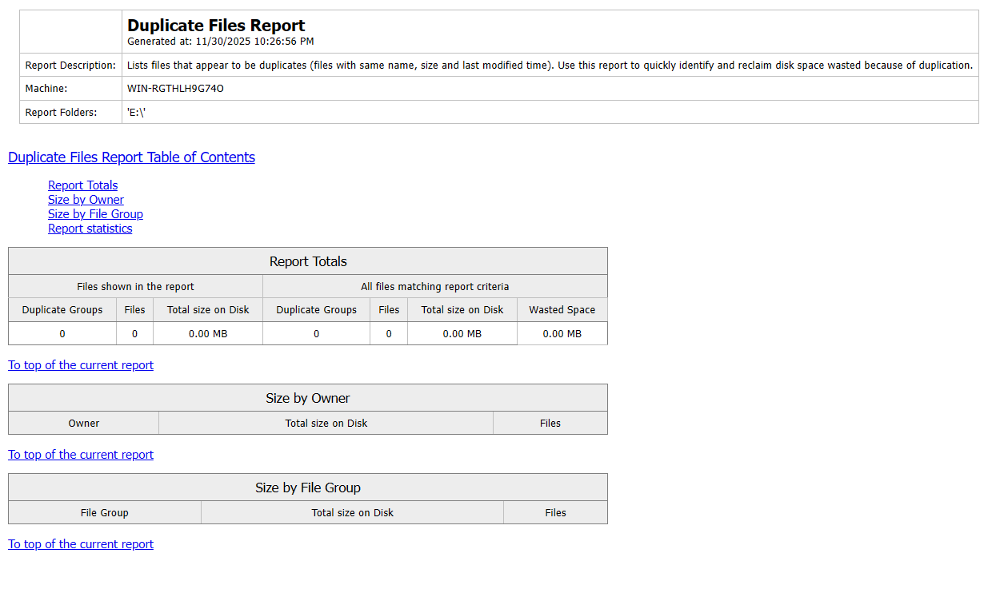 Duplicate Files Report
Generated at: 11/30/2025 10:26:56 PM
Report Description: Lists files that appear to be duplicates (files with same name, size and last modified time). Use this report to quickly identify and reclaim disk space wasted because of duplication.
Machine: WIN-RGTHLH9G74O
Report Folders: 'E:\'
Duplicate Files Report Table of Contents
Report Totals
Size by Owner
Size by File Group
Report statistics
Report Totals
Files shown in the report All files matching report criteria
Duplicate Groups Files Total size on Disk Duplicate Groups Files Total size on Disk Wasted Space
0 0 0.00 MB 0 0 0.00 MB 0.00 MB
To top of the current report
Size by Owner
Owner Total size on Disk Files
To top of the current report
Size by File Group
File Group Total size on Disk Files
To top of the current report